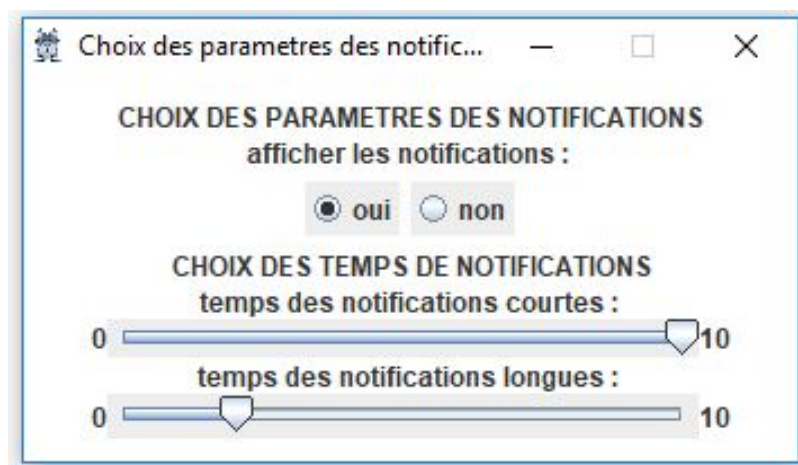 Choix des parametres des notific...
CHOIX DES PARAMETRES DES NOTIFICATIONS
afficher les notifications :
oui non
CHOIX DES TEMPS DE NOTIFICATIONS
temps des notifications courtes :
0 10
temps des notifications longues :
0 10